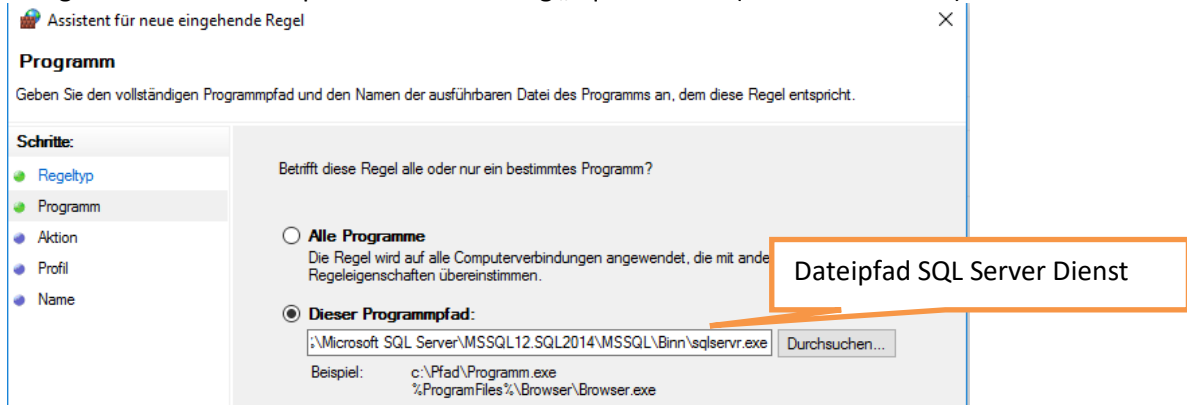 Assistent für neue eingehende Regel
Programm
Geben Sie den vollständigen Programmpfad und den Namen der ausführbaren Datei des Programms an, dem diese Regel entspricht.
Schritte:
Regeltyp
Programm
Aktion
Profil
Name
Betrifft diese Regel alle oder nur ein bestimmtes Programm?
Alle Programme
Die Regel wird auf alle Computerverbindungen angewendet, die mit ande
Regeleigenschaften übereinstimmen.
Dateipfad SQL Server Dienst
Dieser Programmpfad:
;\Microsoft SQL Server\MSSQL12.SQL2014\MSSQL\Binn\sqlservr.exe
Durchsuchen...
Beispiel: c:\Pfad\Programm.exe
%ProgramFiles%\Browser\Browser.exe